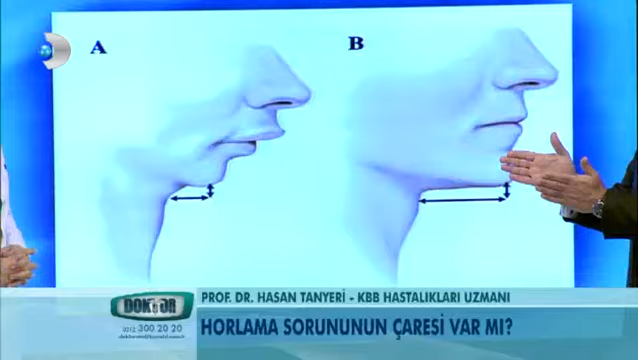 A
B
PROF. DR. HASAN TANYERİ - KBB HASTALIKLARI UZMANI
DOKTOR
0212 300 20 20
HORLAMA SORUNUNUN ÇARESİ VAR MI?